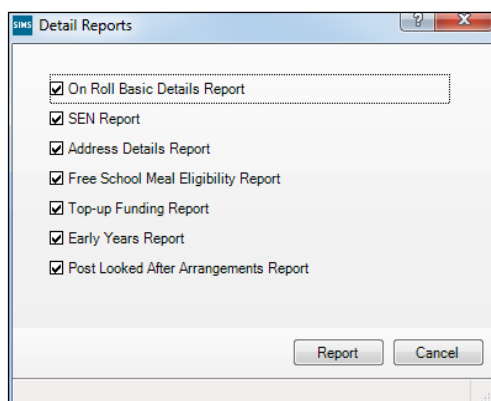 SIMS Detail Reports ? X
On Roll Basic Details Report
SEN Report
Address Details Report
Free School Meal Eligibility Report
Top-up Funding Report
Early Years Report
Post Looked After Arrangements Report
Report Cancel